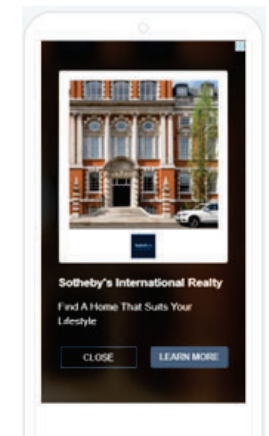 Sotheby's International Realty
Find A Home That Suits Your
Lifestyle
CLOSE
LEARN MORE